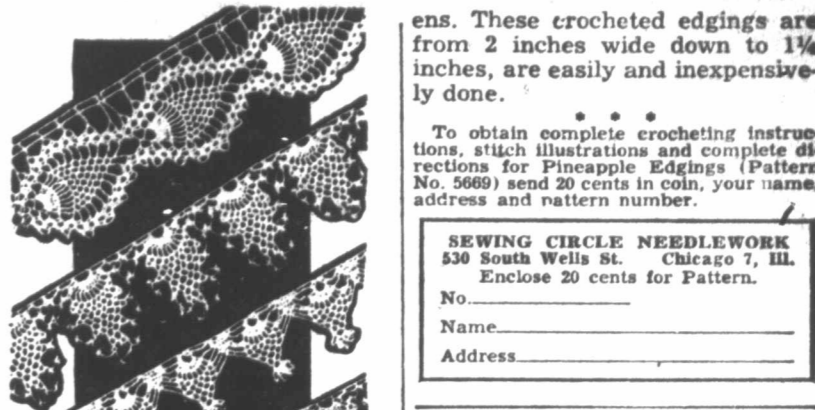 ens. These crocheted edgings are
from 2 inches wide down to 1¼
inches, are easily and inexpensive-
ly done.
* * *
To obtain complete crocheting instruc
tions, stitch illustrations and complete di
rections for Pineapple Edgings (Pattern
No. 5669) send 20 cents in coin, your name,
address and pattern number.
SEWING CIRCLE NEEDLEWORK
530 South Wells St. Chicago 7, Ill.
Enclose 20 cents for Pattern.
No.
Name
Address